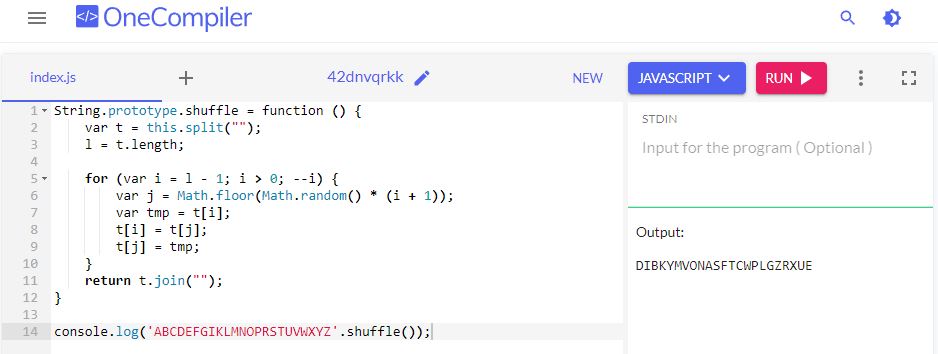 </> OneCompiler
index.js + 42dnvqrkk NEW JAVASCRIPT RUN
1 String.prototype.shuffle = function () {
2     var t = this.split("");
3     l = t.length;
4
5     for (var i = l - 1; i > 0; --i) {
6         var j = Math.floor(Math.random() * (i + 1));
7         var tmp = t[i];
8         t[i] = t[j];
9         t[j] = tmp;
10     }
11     return t.join("");
12 }
13
14 console.log('ABCDEFGIKLMNOPRSTUVWXYZ'.shuffle());
STDIN
Input for the program ( Optional )
Output:
DIBKYMVONASFTCWPLGZRXUE